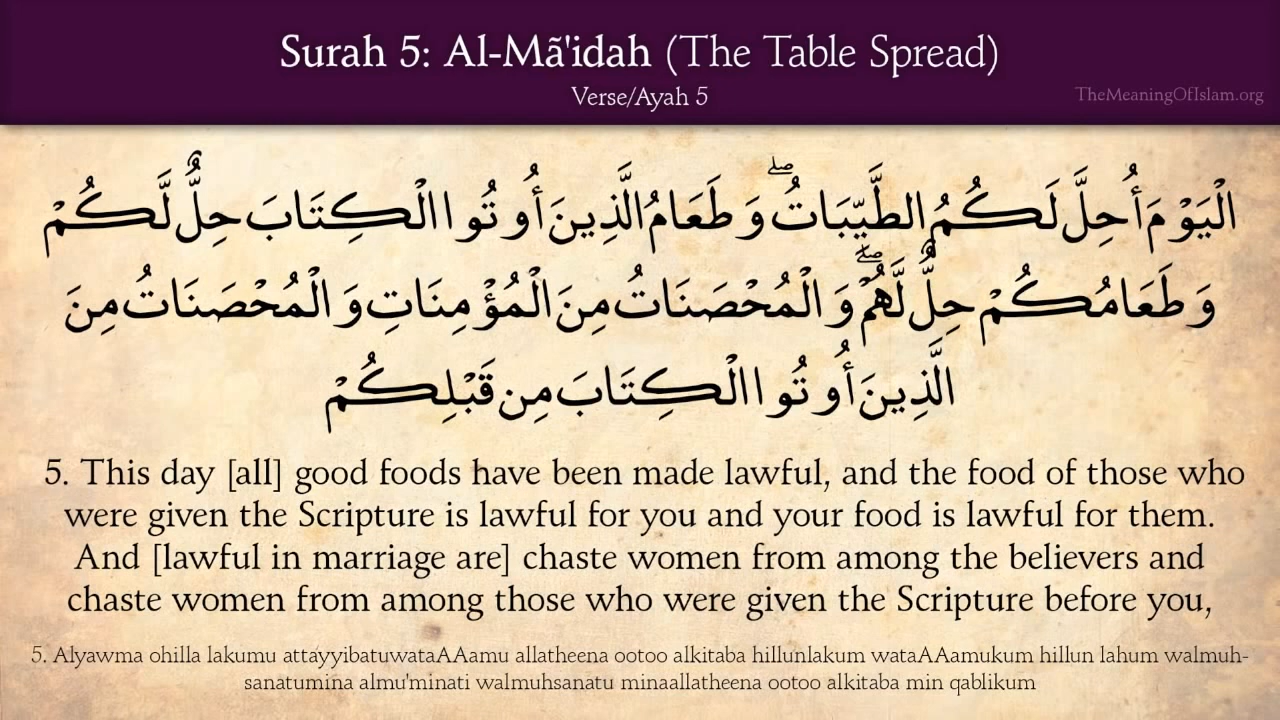 Surah 5: Al-Mã'idah (The Table Spread)
Verse/Ayah 5
TheMeaningOfIslam.org
الْيَوْمَ أُحِلَّ لَكُمُ الطَّيِّبَاتُ ۖ وَطَعَامُ الَّذِينَ أُوتُوا الْكِتَابَ حِلٌّ لَّكُمْ
وَطَعَامُكُمْ حِلٌّ لَّهُمْ ۖ وَالْمُحْصَنَاتُ مِنَ الْمُؤْمِنَاتِ وَالْمُحْصَنَاتُ مِنَ
الَّذِينَ أُوتُوا الْكِتَابَ مِن قَبْلِكُمْ
5. This day [all] good foods have been made lawful, and the food of those who
were given the Scripture is lawful for you and your food is lawful for them.
And [lawful in marriage are] chaste women from among the believers and
chaste women from among those who were given the Scripture before you,
5. Alyawma ohilla lakumu attayyibatuwataAAamu allatheena ootoo alkitaba hillunlakum wataAAamukum hillun lahum walmuh-
sanatumina almu'minati walmuhsanatu minaallatheena ootoo alkitaba min qablikum